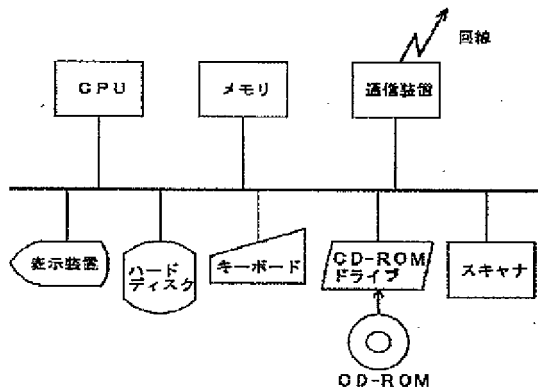 回線
CPU
メモリ
通信装置
表示装置
ハード
ディスク
キーボード
CD-ROM
ドライブ
スキャナ
CD-ROM